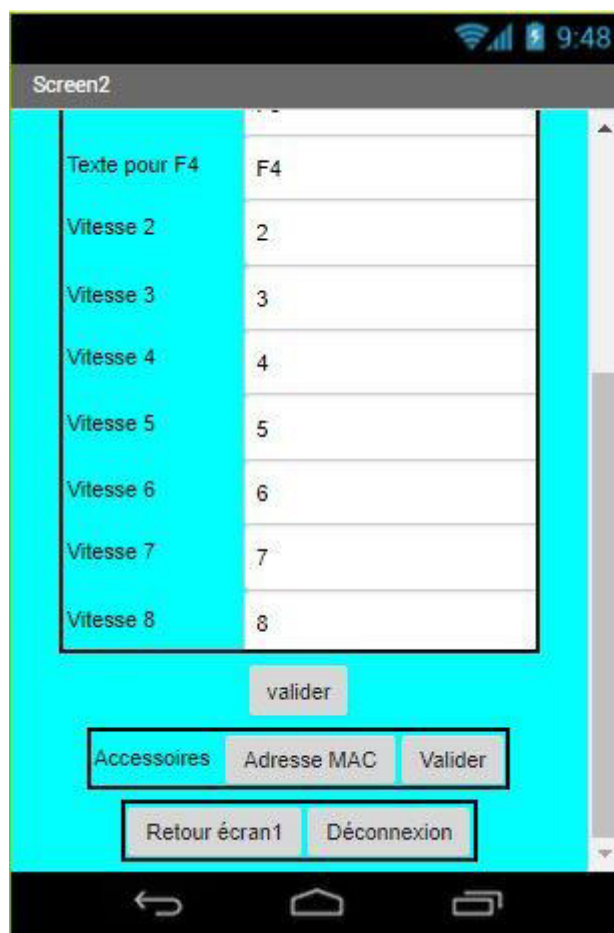 9:48
Screen2
Texte pour F4 F4
Vitesse 2 2
Vitesse 3 3
Vitesse 4 4
Vitesse 5 5
Vitesse 6 6
Vitesse 7 7
Vitesse 8 8
valider
Accessoires Adresse MAC Valider
Retour écran1 Déconnexion